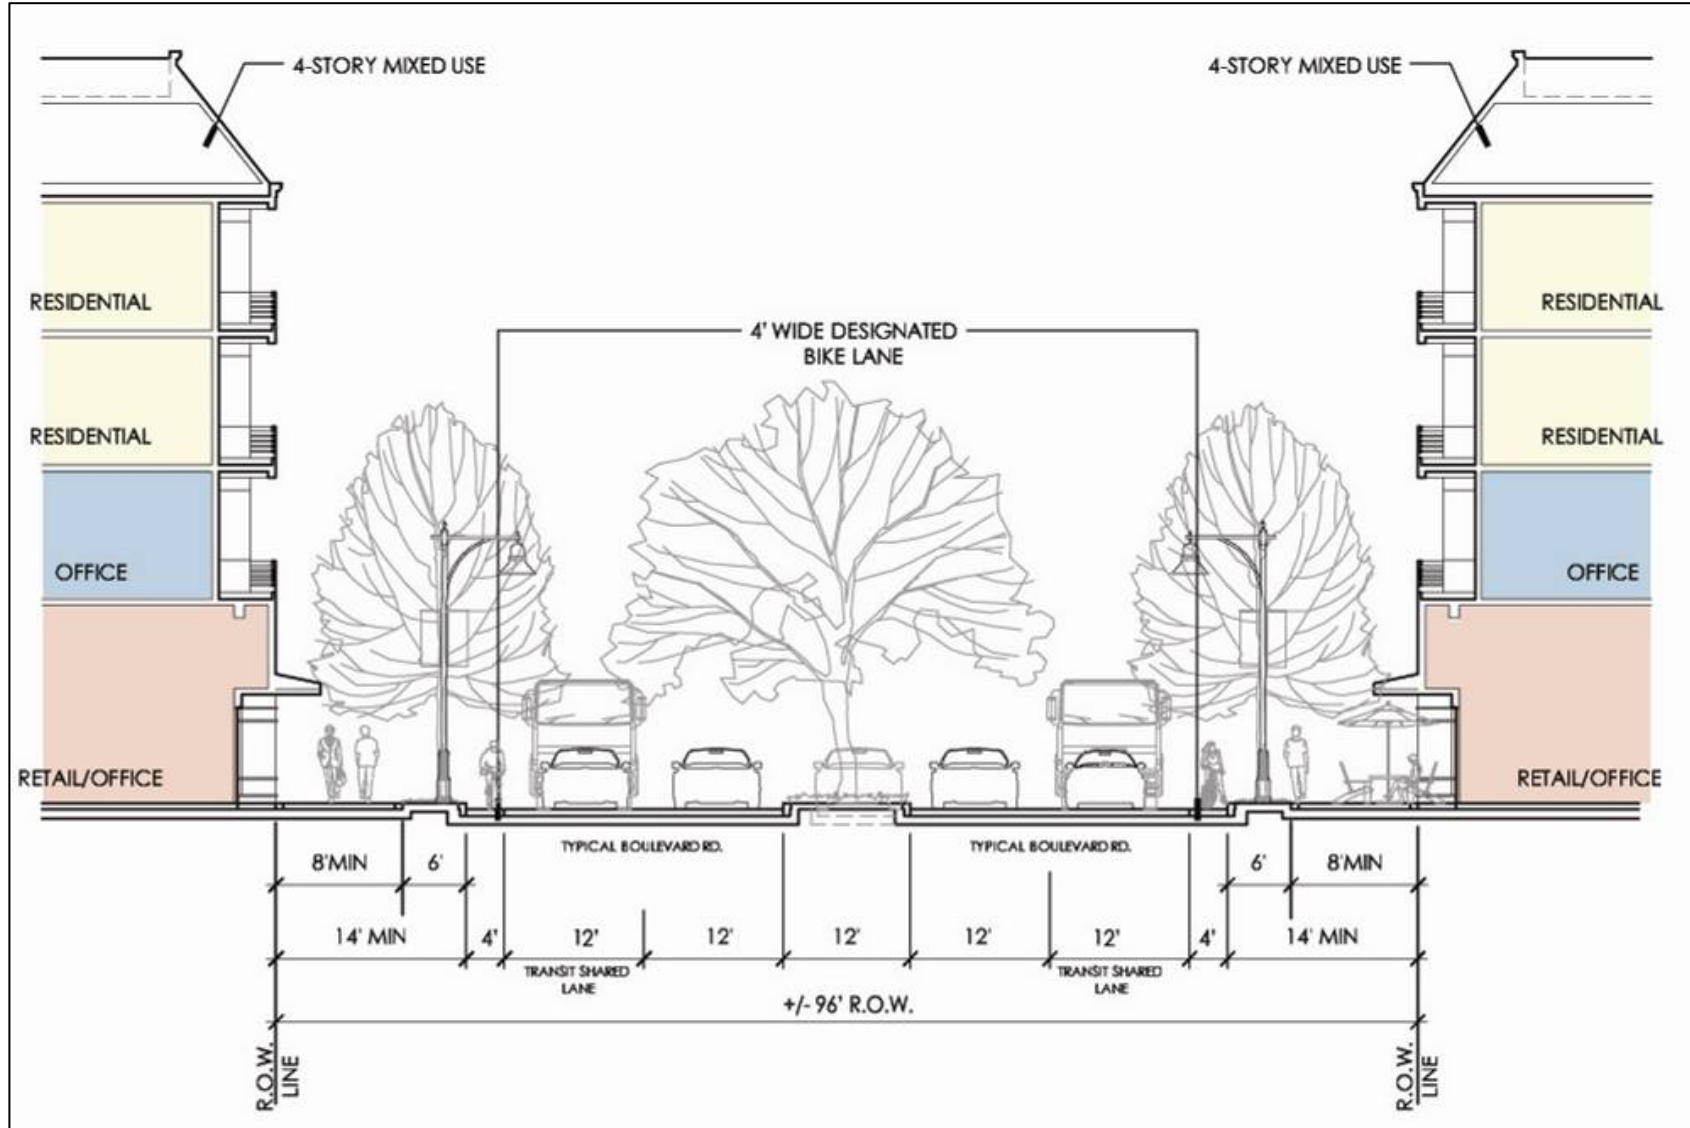 4-STORY MIXED USE
4-STORY MIXED USE
RESIDENTIAL
RESIDENTIAL
4' WIDE DESIGNATED
BIKE LANE
RESIDENTIAL
RESIDENTIAL
OFFICE
OFFICE
RETAIL/OFFICE
RETAIL/OFFICE
TYPICAL BOULEVARD RD.
TYPICAL BOULEVARD RD.
8'MIN
6'
6'
8'MIN
14' MIN
4'
12'
12'
12'
12'
12'
4'
14' MIN
TRANSIT SHARED
LANE
TRANSIT SHARED
LANE
+/- 96' R.O.W.
R.O.W.
LINE
R.O.W.
LINE